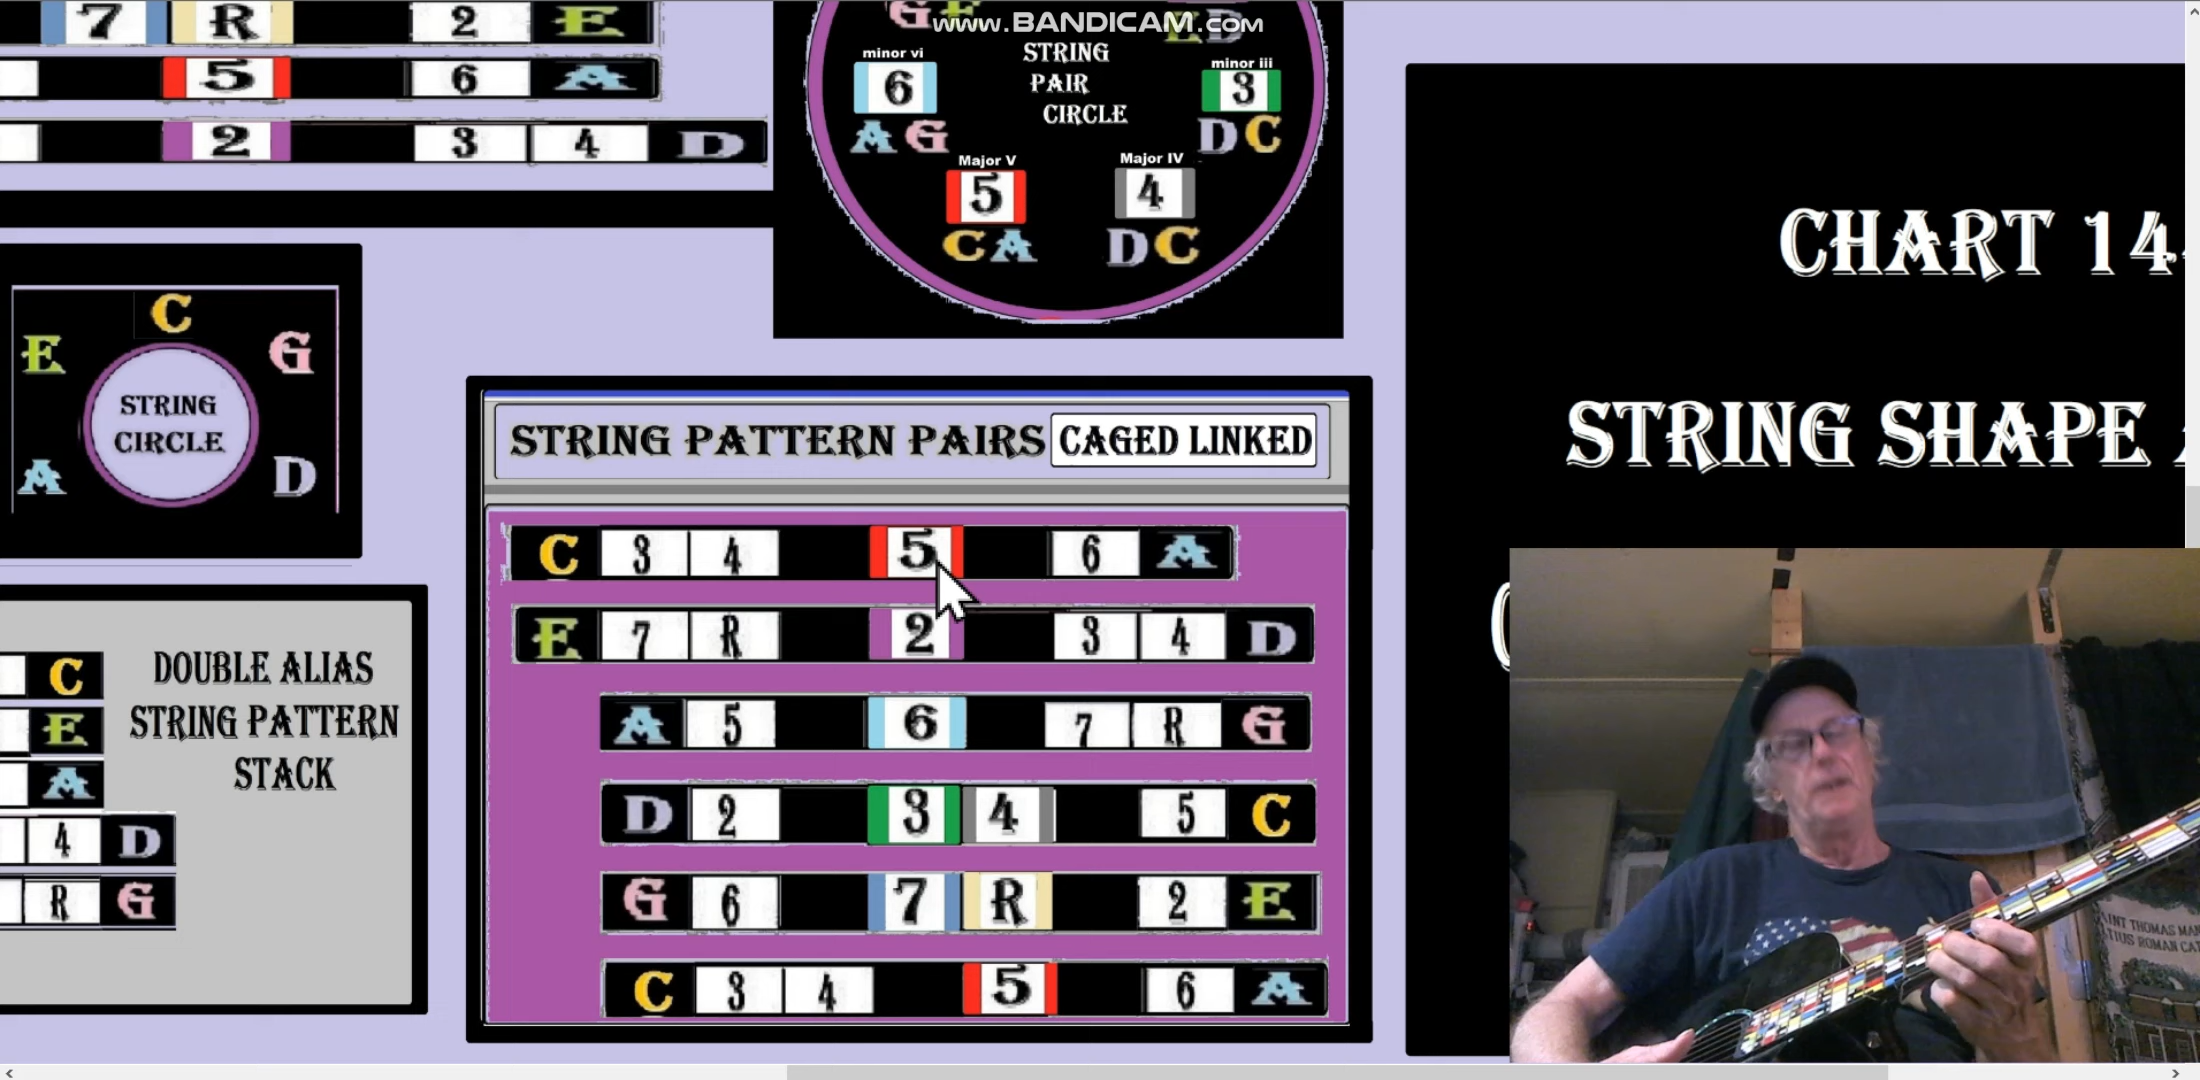 www.BANDICAM.com
7 R 2 E
5 6 A
2 3 4 D
STRING
PAIR
CIRCLE
minor vi
6
A G
minor iii
3
D C
Major V
5
C A
Major IV
4
D C
C
E G
STRING
CIRCLE
A D
STRING PATTERN PAIRS CAGED LINKED
C 3 4 5 6 A
E 7 R 2 3 4 D
A 5 6 7 R G
D 2 3 4 5 C
G 6 7 R 2 E
C 3 4 5 6 A
C
E
A
4 D
R G
DOUBLE ALIAS
STRING PATTERN
STACK
CHART 14
STRING SHAPE